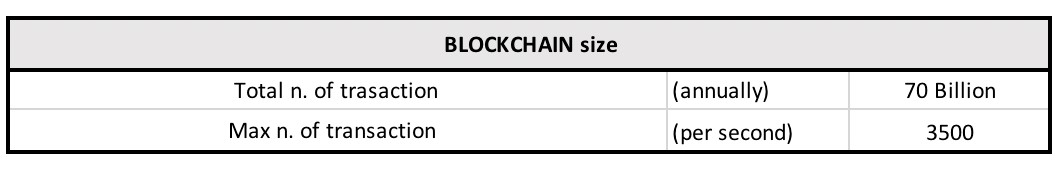 BLOCKCHAIN size
Total n. of trasaction (annually) 70 Billion
Max n. of transaction (per second) 3500